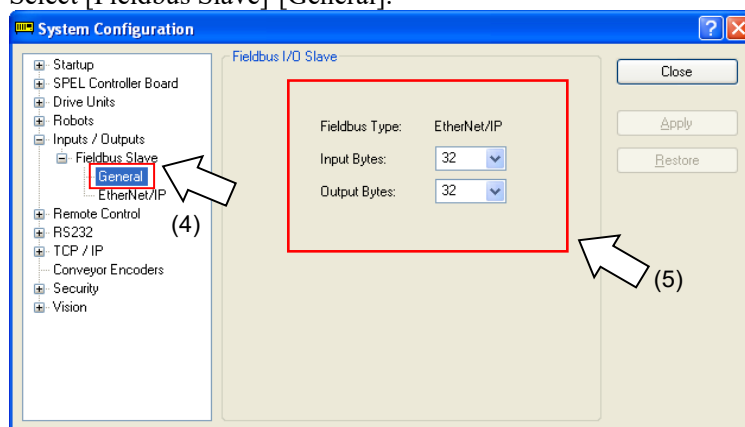 Select [Fieldbus Slave]-[General].
System Configuration
Startup
SPEL Controller Board
Drive Units
Robots
Inputs / Outputs
Fieldbus Slave
General
EtherNet/IP
Remote Control
RS232
TCP / IP
Conveyor Encoders
Security
Vision
(4)
Fieldbus I/O Slave
Fieldbus Type: EtherNet/IP
Input Bytes: 32
Output Bytes: 32
(5)
Close
Apply
Restore